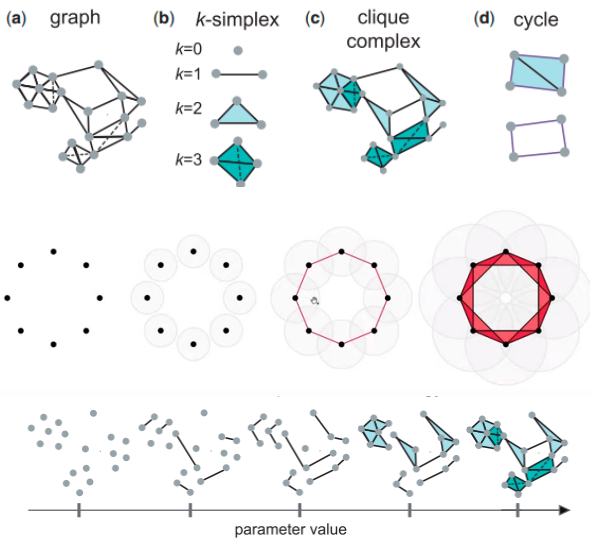 (a) graph
(b) k-simplex
(c) clique
complex
(d) cycle
k=0
k=1
k=2
k=3
parameter value